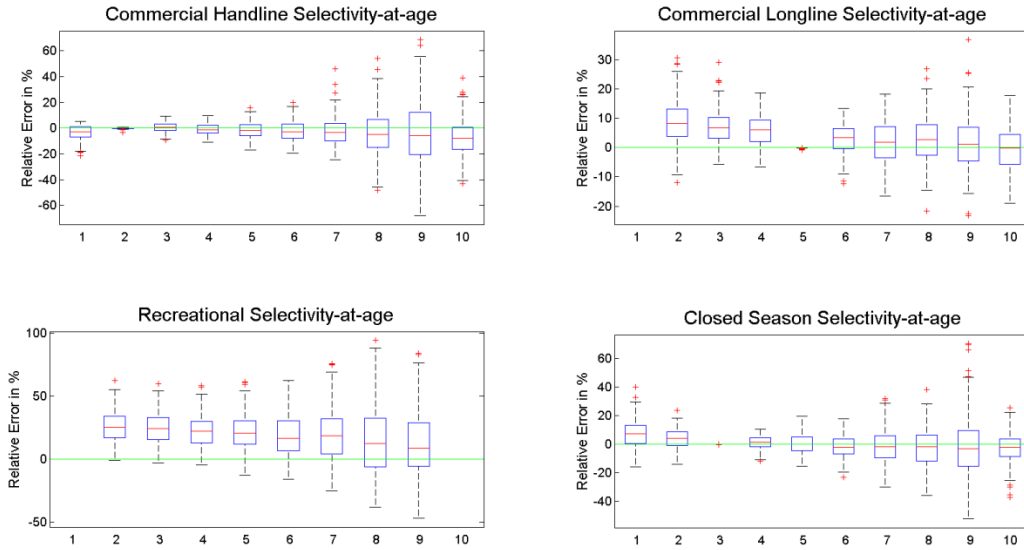 Commercial Handline Selectivity-at-age
Relative Error in %
60
40
20
0
-20
-40
-60
1 2 3 4 5 6 7 8 9 10
Commercial Longline Selectivity-at-age
Relative Error in %
30
20
10
0
-10
-20
1 2 3 4 5 6 7 8 9 10
Recreational Selectivity-at-age
Relative Error in %
100
50
0
-50
1 2 3 4 5 6 7 8 9 10
Closed Season Selectivity-at-age
Relative Error in %
60
40
20
0
-20
-40
1 2 3 4 5 6 7 8 9 10